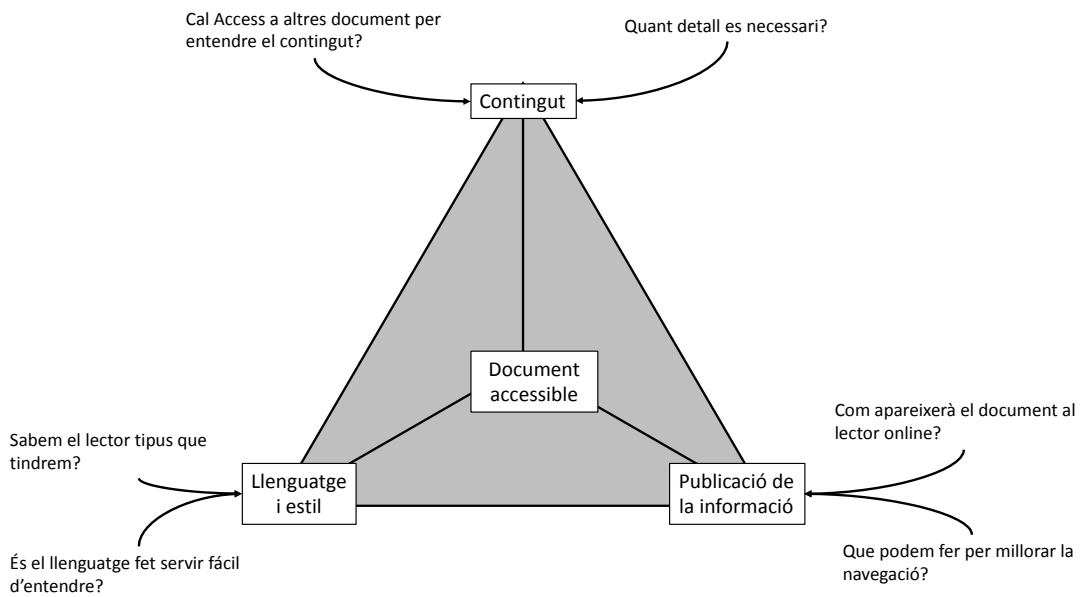 Cal Access a altres document per
entendre el contingut?
Quant detall es necessari?
Contingut
Document
accessible
Sabem el lector tipus que
tindrem?
Llenguatge
i estil
És el llenguatge fet servir fácil
d'entendre?
Com apareixerà el document al
lector online?
Publicació de
la informació
Que podem fer per millorar la
navegació?